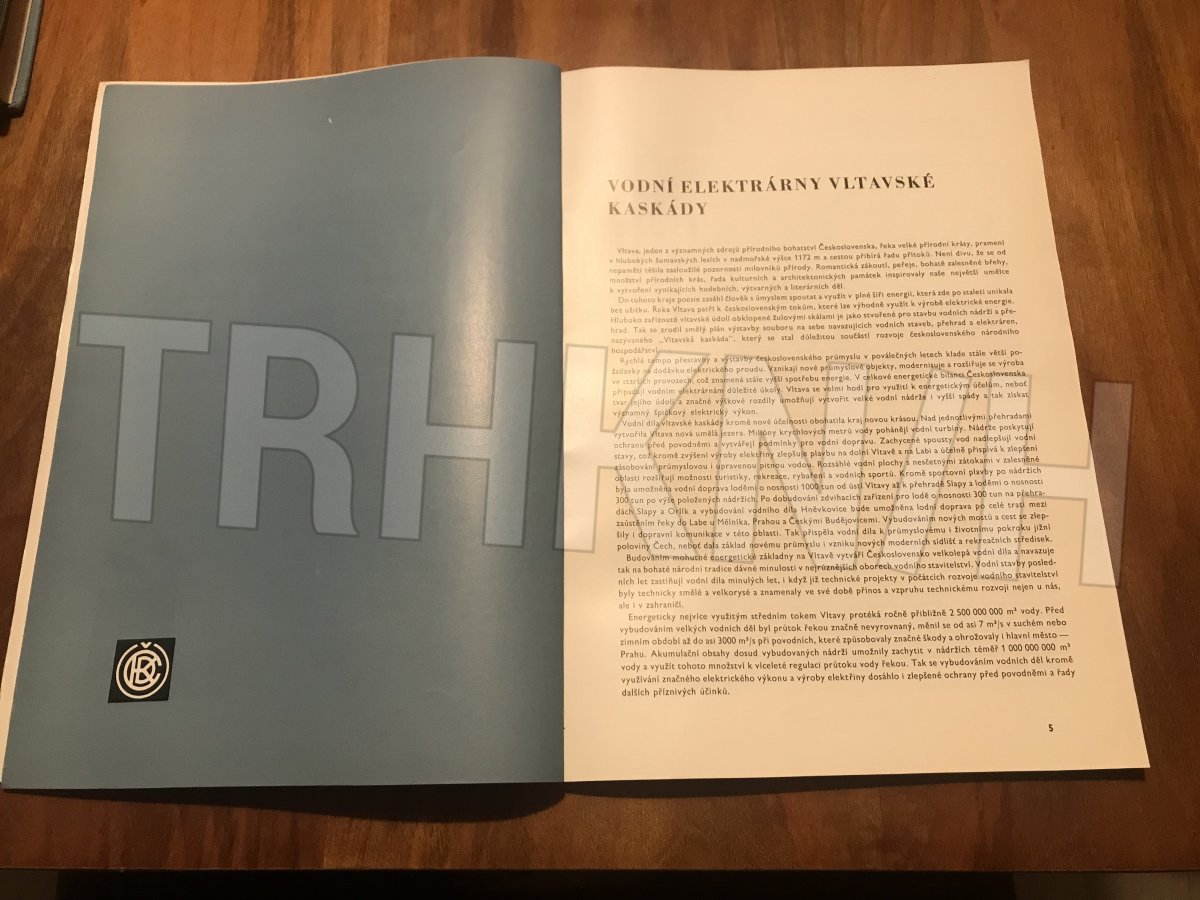 VODNÍ ELEKTRÁRNY VLTAVSKÉ
KASKÁDY
Vltava, jeden z významných zdrojů přírodního bohatství Československa, řeka velké přírodní krásy, pramení
v hlubokých šumavských lesích v nadmořské výšce 1172 m a cestou přibírá řadu přítoků. Není divu, že se od
nepaměti těšila zasloužilé pozornosti milovníků přírody. Romantická zákoutí, peřeje, bohatě zalesněné břehy,
množství přírodních krás, řada kulturních a architektonických památek inspirovaly naše největší umělce
k vytvoření vynikajících hudebních, výtvarných a literárních děl.
Do tohoto kraje poesie zasáhl člověk s úmyslem spoutat a využít v plné šíři energii, která zde po staletí unikala
bez užitku. Řeka Vltava patří k československým tokům, které lze výhodně využít k výrobě elektrické energie.
Hluboko zaříznuté vltavské údolí obklopené žulovými skálami je jako stvořené pro stavbu vodních nádrží a pře-
hrad. Tak se zrodil smělý plán výstavby souboru na sebe navazujících vodních staveb, přehrad a elektráren,
nazývaného „Vltavská kaskáda", který se stal důležitou součástí rozvoje československého národního
hospodářství.
Rychlé tempo přestavby a výstavby československého průmyslu v poválečných letech klade stále větší po-
žadavky na dodávku elektrického proudu. Vznikají nové průmyslové objekty, modernisuje a rozšiřuje se výroba
ve starších provozech, což znamená stále vyšší spotřebu energie. V celkové energetické bilanci Československa
připadají vodním elektrárnám důležité úkoly. Vltava se velmi hodí pro využití k energetickým účelům, neboť
tvar jejího údolí a značné výškové rozdíly umožňují vytvořit velké vodní nádrže i vyšší spády a tak získat
významný špičkový elektrický výkon.
Vodní díla vltavské kaskády kromě nové účelnosti obohatila kraj novou krásou. Nad jednotlivými přehradami
vytvořila Vltava nová umělá jezera. Milióny krychlových metrů vody pohánějí vodní turbíny. Nádrže poskytují
ochranu před povodněmi a vytvářejí podmínky pro vodní dopravu. Zachycené spousty vod nadlepšují vodní
stavy, což kromě zvýšení výroby elektřiny zlepšuje plavbu na dolní Vltavě a na Labi a účelně přispívá k zlepšení
zásobování průmyslovou i upravenou pitnou vodou. Rozsáhlé vodní plochy s nesčetnými zátokami v zalesněné
oblasti rozšiřují možnosti turistiky, rekreace, rybaření a vodních sportů. Kromě sportovní plavby po nádržích
byla umožněna vodní doprava loděmi o nosnosti 1000 tun od ústí Vltavy až k přehradě Slapy a loděmi o nosnosti
300 tun po výše položených nádržích. Po dobudování zdvihacích zařízení pro lodě o nosnosti 300 tun na přehra-
dách Slapy a Orlík a vybudování vodního díla Hněvkovice bude umožněna lodní doprava po celé trati mezi
zaústěním řeky do Labe u Mělníka, Prahou a Českými Budějovicemi. Vybudováním nových mostů a cest se zlep-
šily i dopravní komunikace v této oblasti. Tak přispěla vodní díla k průmyslovému i životnímu pokroku jižní
poloviny Čech, neboť dala základ novému průmyslu i vzniku nových moderních sídlišť a rekreačních středisek.
Budováním mohutné energetické základny na Vltavě vytváří Československo velkolepá vodní díla a navazuje
tak na bohaté národní tradice dávné minulosti v nejrůznějších oborech vodního stavitelství. Vodní stavby posled-
ních let zastiňují vodní díla minulých let, i když již technické projekty v počátcích rozvoje vodního stavitelství
byly technicky smělé a velkorysé a znamenaly ve své době přínos a vzpruhu technickému rozvoji nejen u nás,
ale i v zahraničí.
Energeticky nejvíce využitým středním tokem Vltavy protéká ročně přibližně 2 500 000 000 m³ vody. Před
vybudováním velkých vodních děl byl průtok řekou značně nevyrovnaný, měnil se od asi 7 m³/s v suchém nebo
zimním období až do asi 3000 m³/s při povodních, které způsobovaly značné škody a ohrožovaly i hlavní město —
Prahu. Akumulační obsahy dosud vybudovaných nádrží umožnily zachytit v nádržích téměř 1 000 000 000 m³
vody a využít tohoto množství k víceleté regulaci průtoku vody řekou. Tak se vybudováním vodních děl kromě
využívání značného elektrického výkonu a výroby elektřiny dosáhlo i zlepšené ochrany před povodněmi a řady
dalších příznivých účinků.
5
TRHKNIH